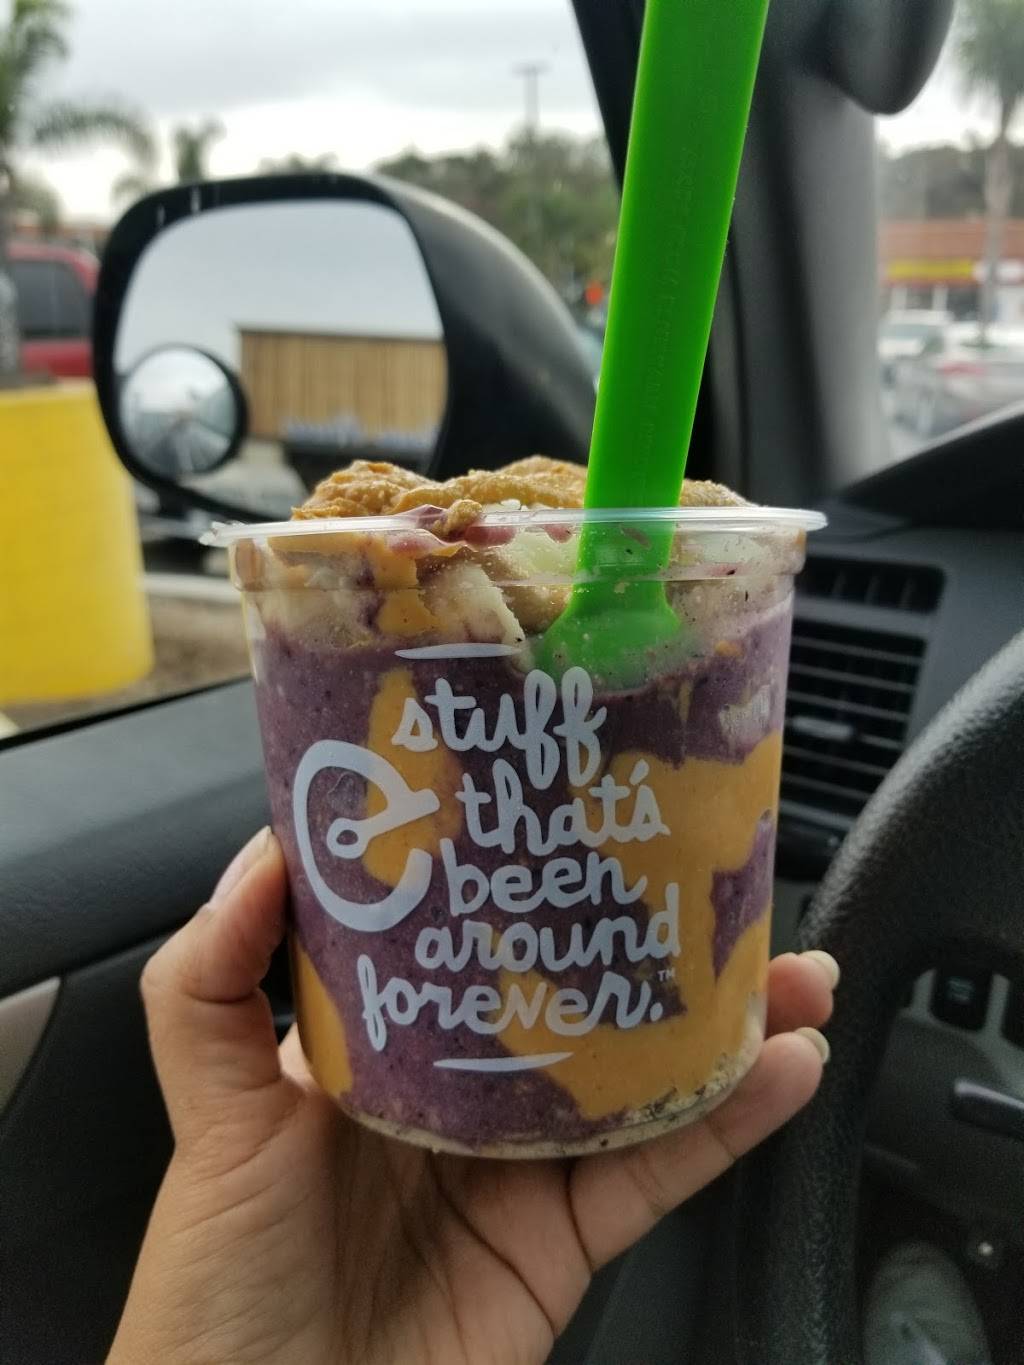 stuff
that's
been
around
forever.™